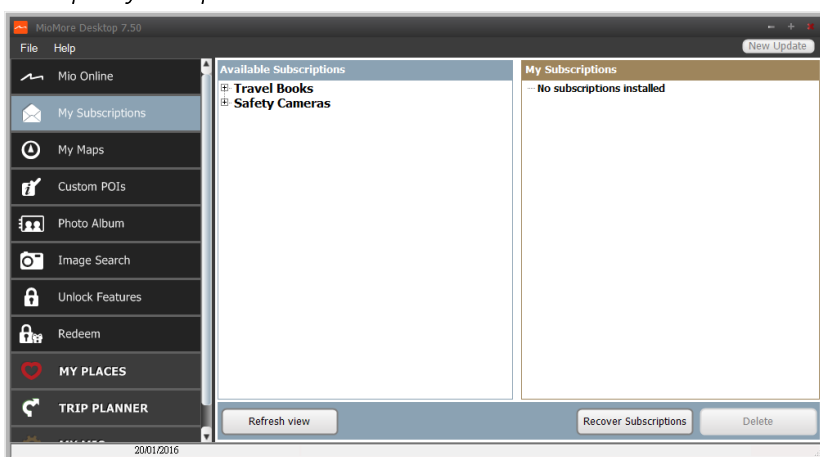 MioMore Desktop 7.50
File Help
New Update
Mio Online
My Subscriptions
My Maps
Custom POIs
Photo Album
Image Search
Unlock Features
Redeem
MY PLACES
TRIP PLANNER
Available Subscriptions
Travel Books
Safety Cameras
My Subscriptions
No subscriptions installed
Refresh view
Recover Subscriptions
Delete
20/01/2016